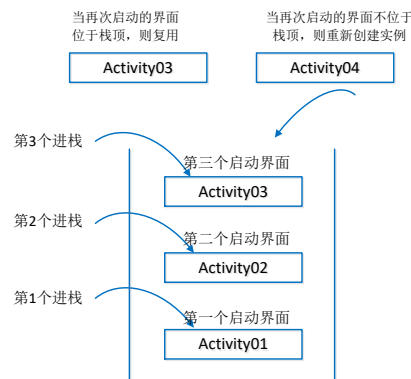 当再次启动的界面
位于栈顶，则复用
Activity03
当再次启动的界面不位于
栈顶，则重新创建实例
Activity04
第3个进栈
第三个启动界面
Activity03
第2个进栈
第二个启动界面
Activity02
第1个进栈
第一个启动界面
Activity01